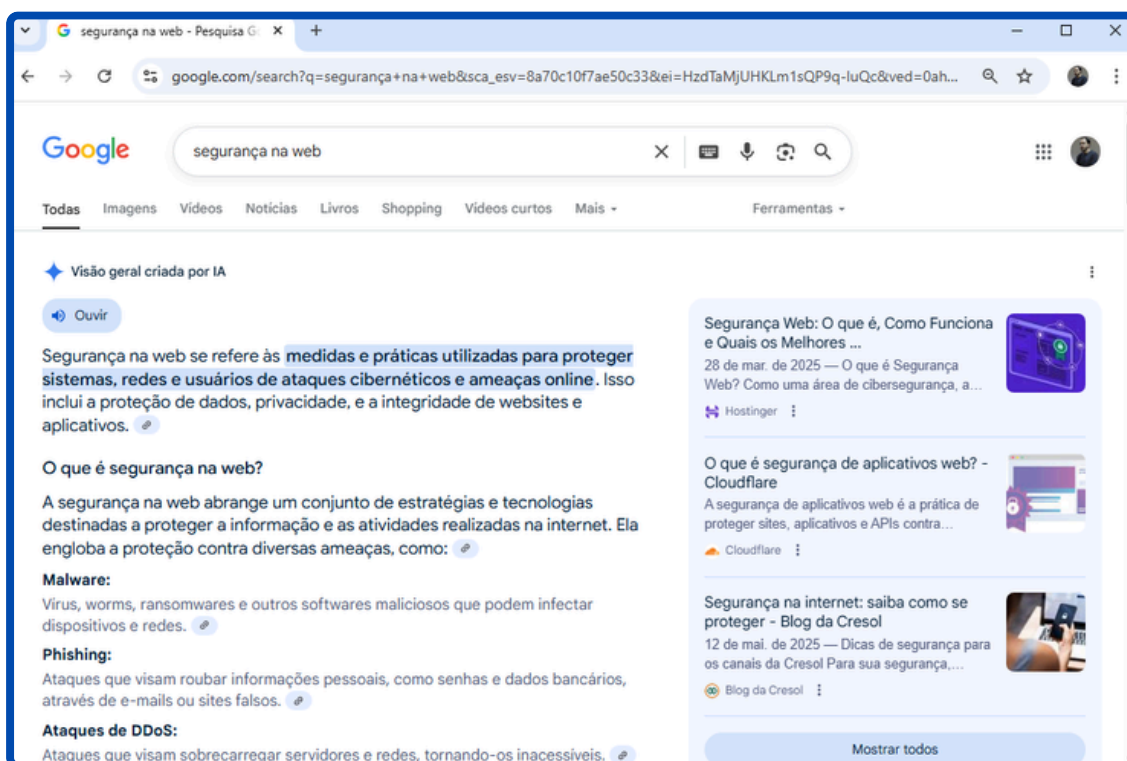 segurança na web - Pesquisa G
google.com/search?q=segurança+na+web&sca_esv=8a70c10f7ae50c33&ei=HzdTaMjUHKLm1sQP9q-luQc&ved=0ah...
Google
segurança na web
Todas Imagens Vídeos Notícias Livros Shopping Vídeos curtos Mais Ferramentas
Visão geral criada por IA
Ouvir
Segurança na web se refere às medidas e práticas utilizadas para proteger
sistemas, redes e usuários de ataques cibernéticos e ameaças online. Isso
inclui a proteção de dados, privacidade, e a integridade de websites e
aplicativos.
O que é segurança na web?
A segurança na web abrange um conjunto de estratégias e tecnologias
destinadas a proteger a informação e as atividades realizadas na internet. Ela
engloba a proteção contra diversas ameaças, como:
Malware:
Vírus, worms, ransomwares e outros softwares maliciosos que podem infectar
dispositivos e redes.
Phishing:
Ataques que visam roubar informações pessoais, como senhas e dados bancários,
através de e-mails ou sites falsos.
Ataques de DDoS:
Ataques que visam sobrecarregar servidores e redes, tornando-os inacessíveis.
Segurança Web: O que é, Como Funciona
e Quais os Melhores ...
28 de mar. de 2025 — O que é Segurança
Web? Como uma área de cibersegurança, a...
Hostinger
O que é segurança de aplicativos web? -
Cloudflare
A segurança de aplicativos web é a prática de
proteger sites, aplicativos e APIs contra...
Cloudflare
Segurança na internet: saiba como se
proteger - Blog da Cresol
12 de mai. de 2025 — Dicas de segurança para
os canais da Cresol Para sua segurança,...
Blog da Cresol
Mostrar todos